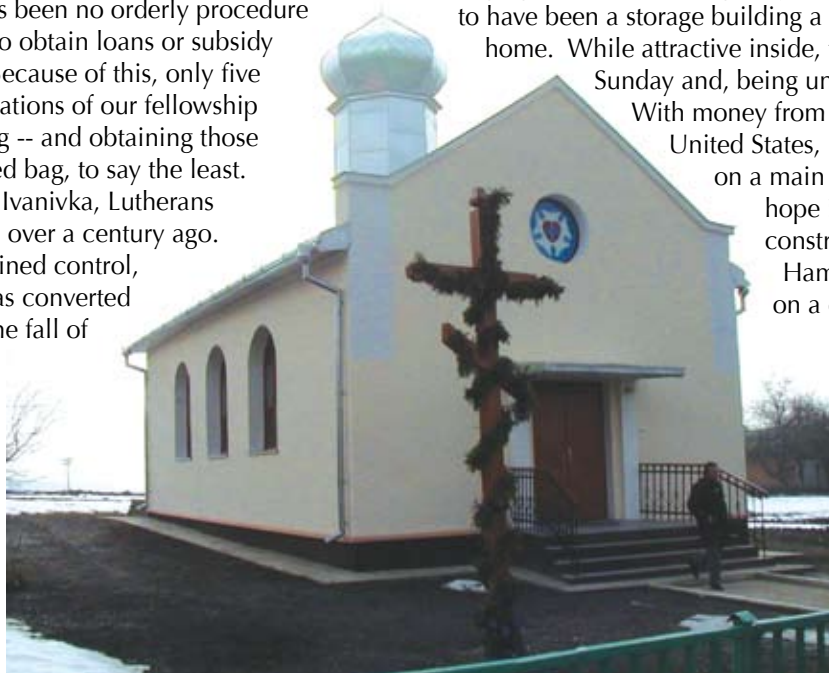 s been no orderly procedure
o obtain loans or subsidy
Because of this, only five
ations of our fellowship
g -- and obtaining those
ed bag, to say the least.
Ivanivka, Lutherans
over a century ago.
ined control,
as converted
he fall of
to have been a storage building a
home. While attractive inside,
Sunday and, being un
With money from
United States,
on a main
hope
constr
Ham
on a